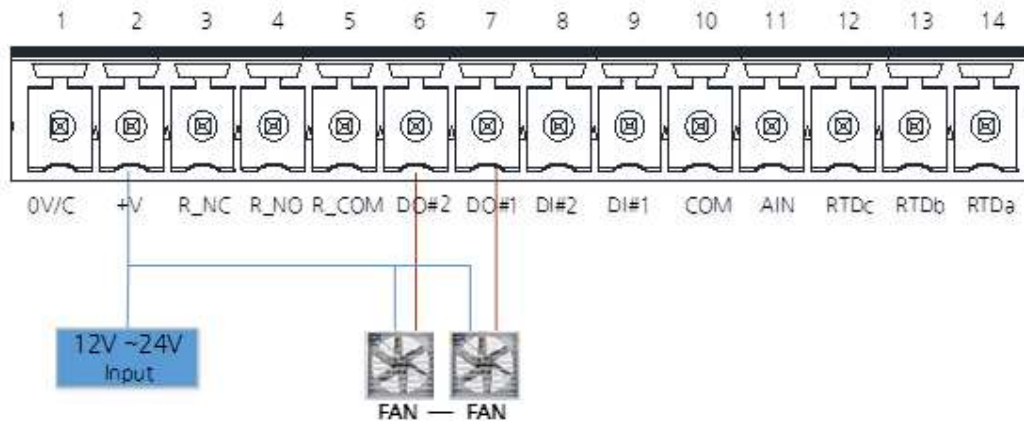 1 2 3 4 5 6 7 8 9 10 11 12 13 14
0V/C +V R_NC R_NO R_COM DO#2 DO#1 DI#2 DI#1 COM AIN RTDc RTDb RTDa
12V ~24V
Input
FAN — FAN